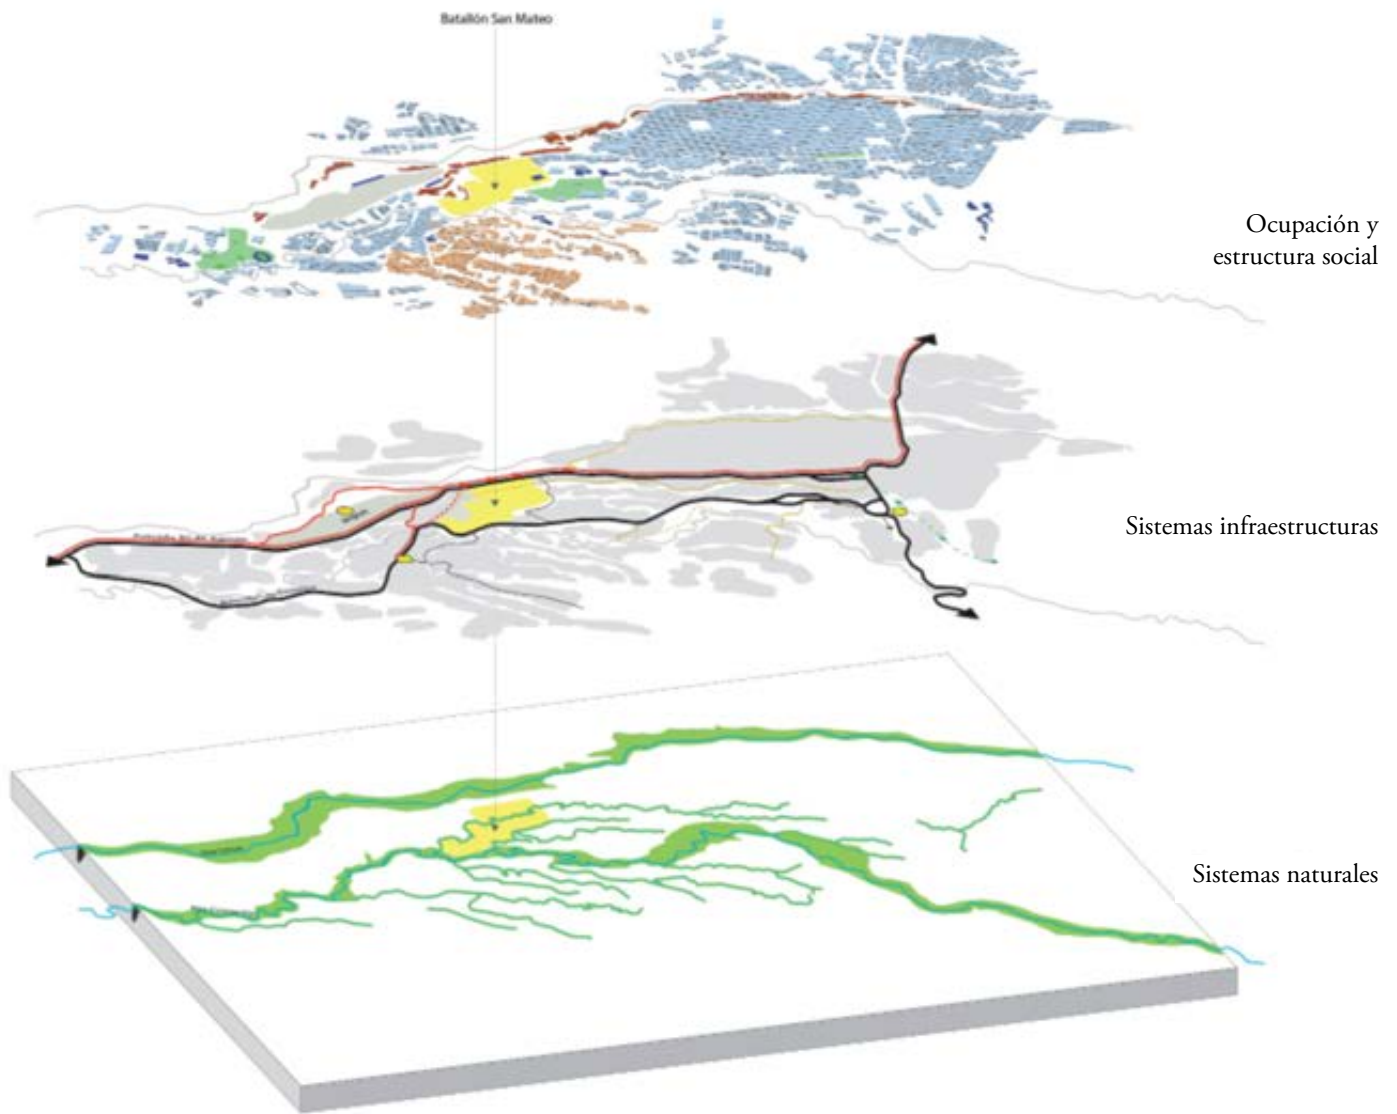 Batallón San Mateo
Ocupación y
estructura social
Sistemas infraestructuras
Sistemas naturales